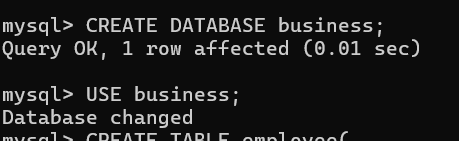 mysql> CREATE DATABASE business;
Query OK, 1 row affected (0.01 sec)
mysql> USE business;
Database changed
mysql> CREATE TABLE employee(